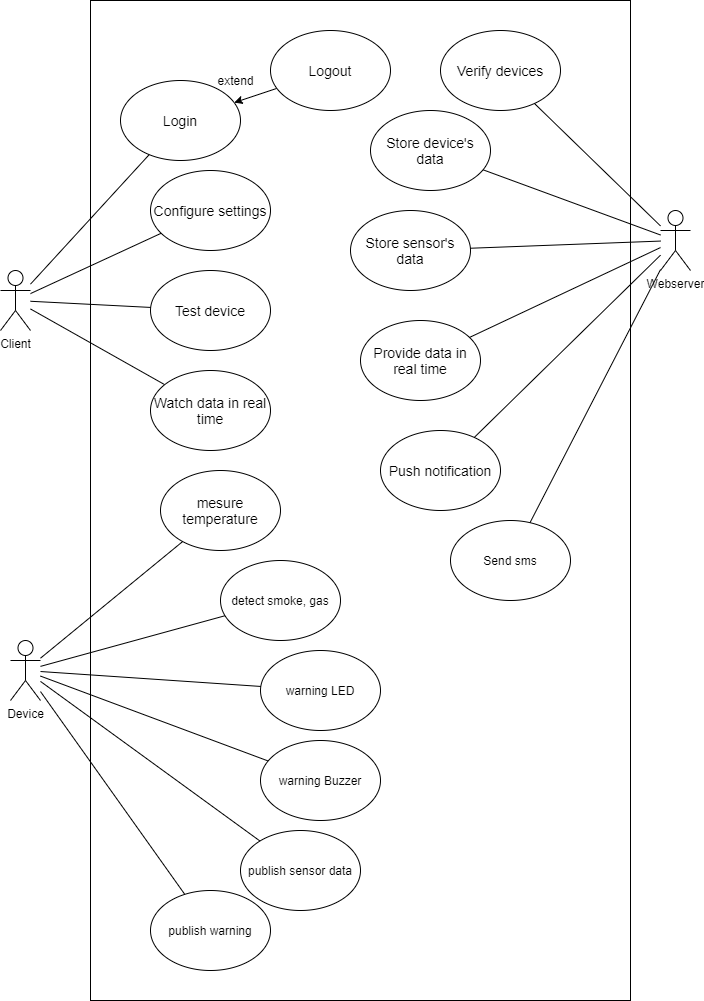 extend
Logout
Verify devices
Login
Store device's
data
Configure settings
Store sensor's
data
Webserver
Test device
Client
Provide data in
real time
Watch data in real
time
Push notification
mesure
temperature
Send sms
detect smoke, gas
warning LED
Device
warning Buzzer
publish sensor data
publish warning